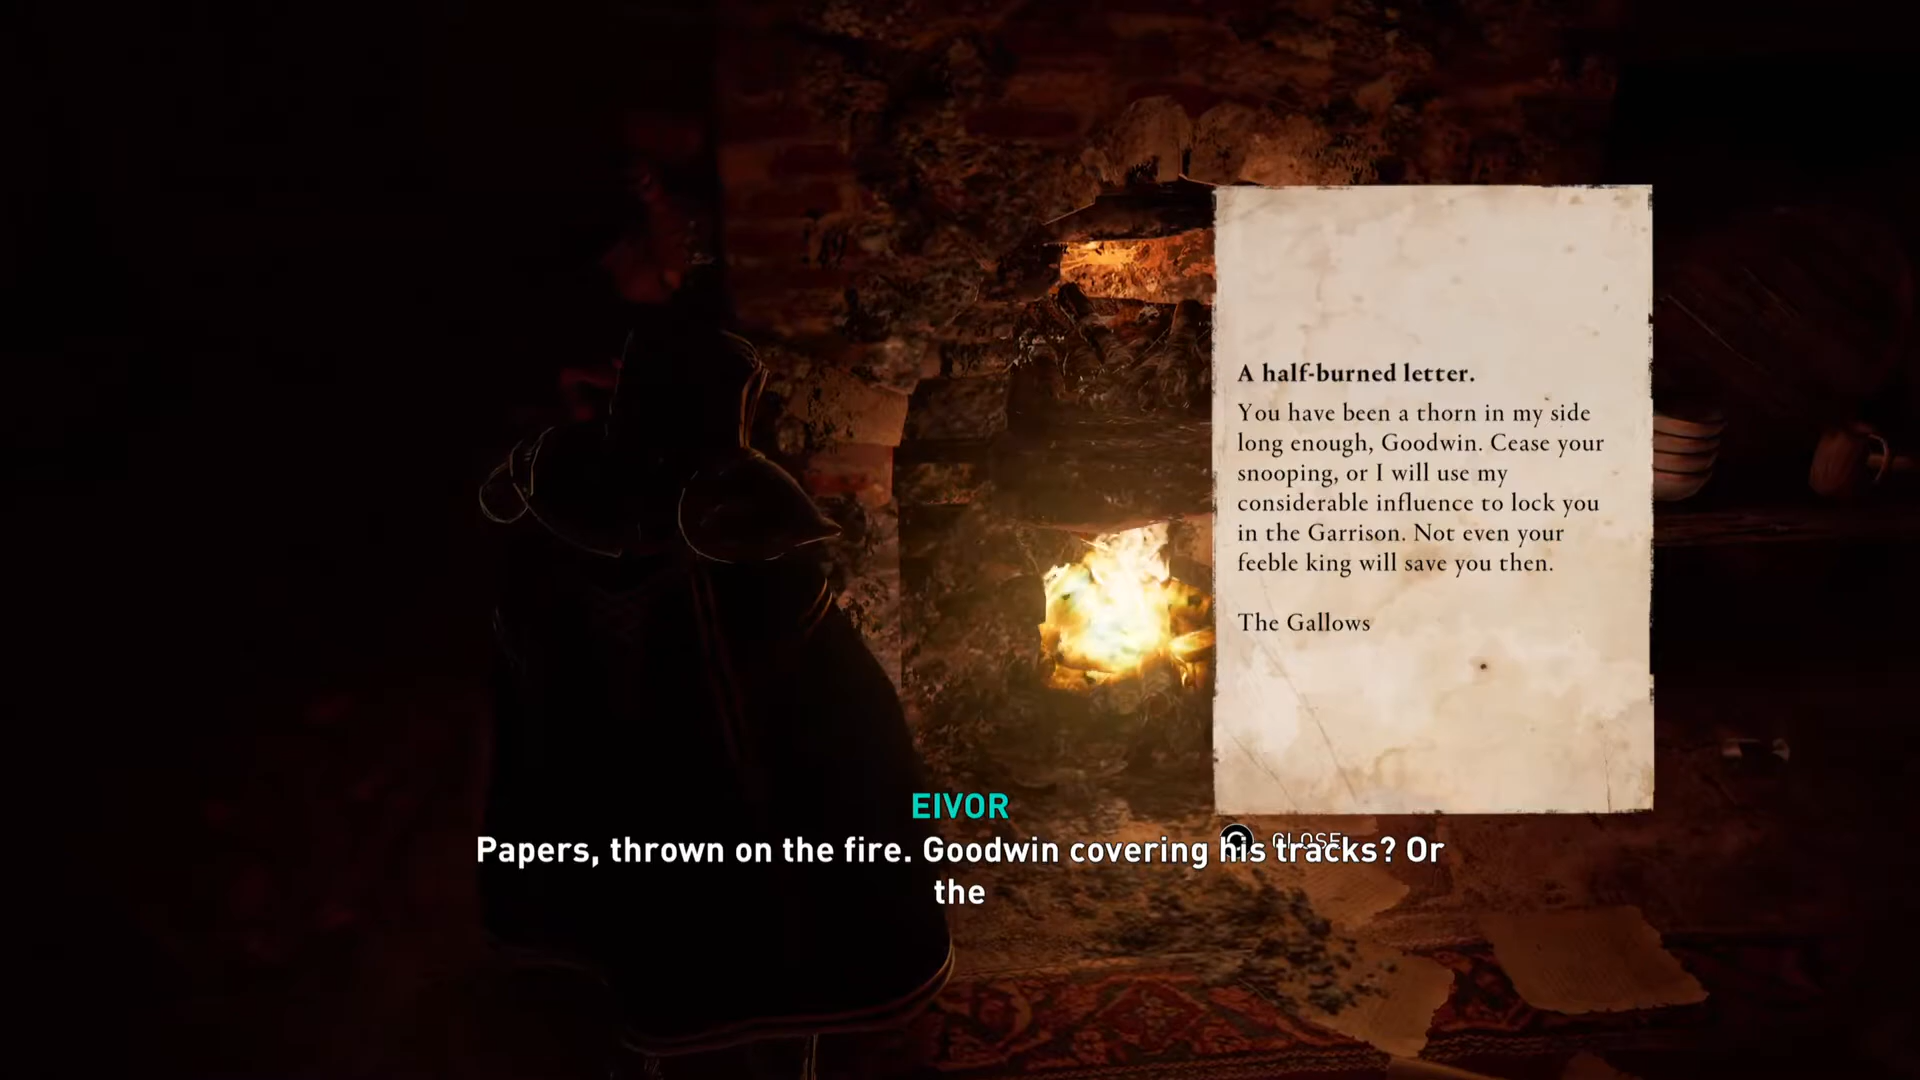 A half-burned letter.
You have been a thorn in my side
long enough, Goodwin. Cease your
snooping, or I will use my
considerable influence to lock you
in the Garrison. Not even your
feeble king will save you then.
The Gallows
CLOSE
EIVOR
Papers, thrown on the fire. Goodwin covering his tracks? Or
the